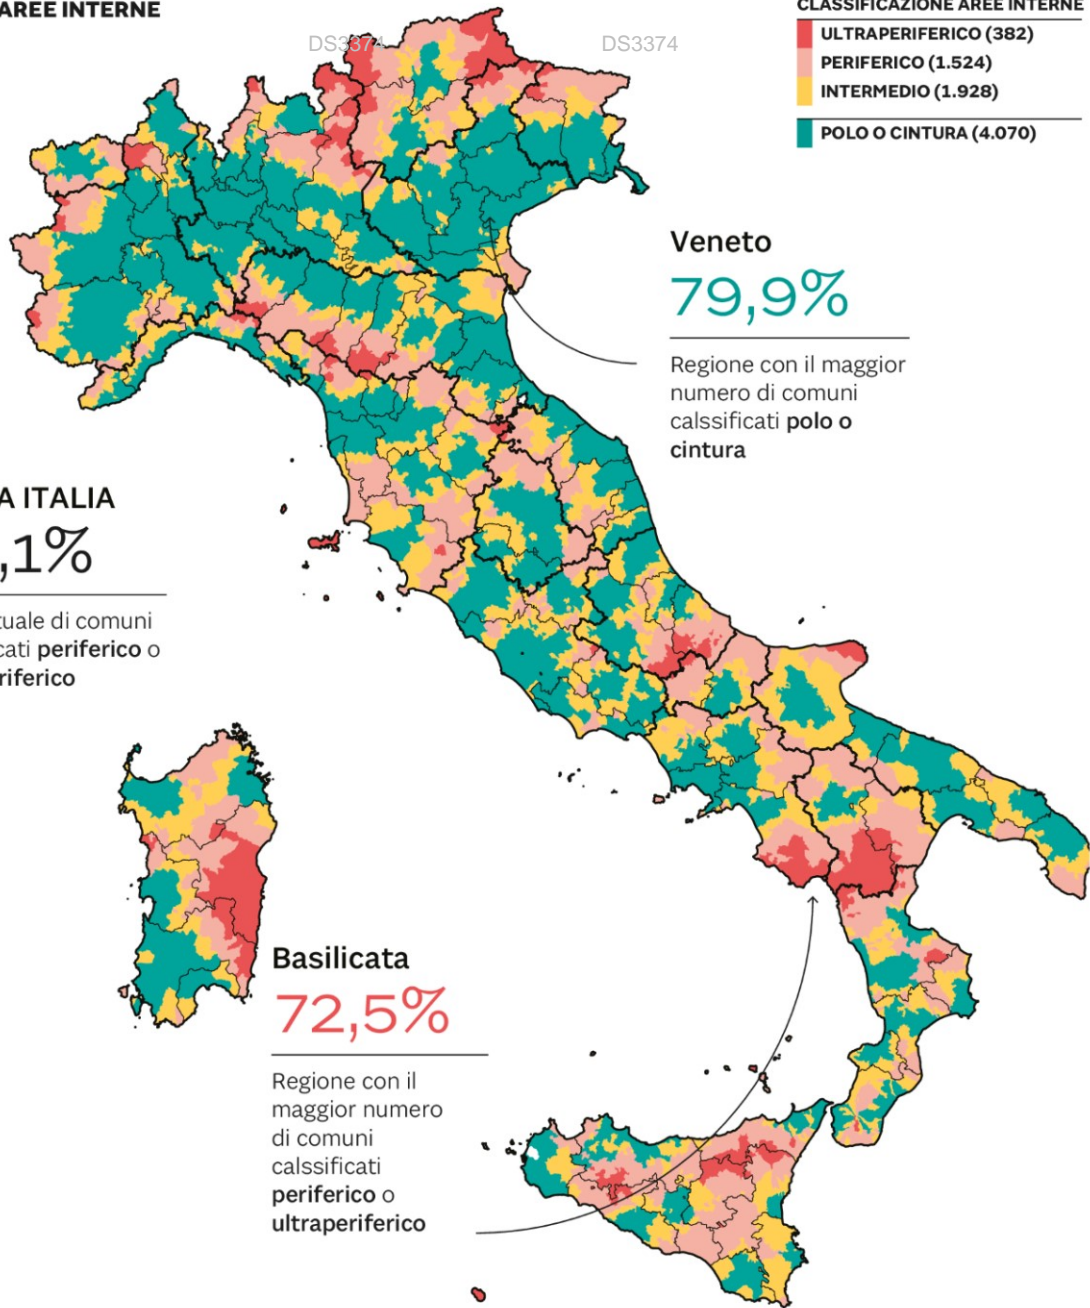 AREE INTERNE
CLASSIFICAZIONE AREE INTERNE
ULTRAPERIFERICO (382)
PERIFERICO (1.524)
INTERMEDIO (1.928)
POLO O CINTURA (4.070)
DS3374
DS3374
Veneto
79,9%
Regione con il maggior
numero di comuni
calssificati polo o
cintura
A ITALIA
,1%
tuale di comuni
cati periferico o
riferico
Basilicata
72,5%
Regione con il
maggior numero
di comuni
calssificati
periferico o
ultraperiferico